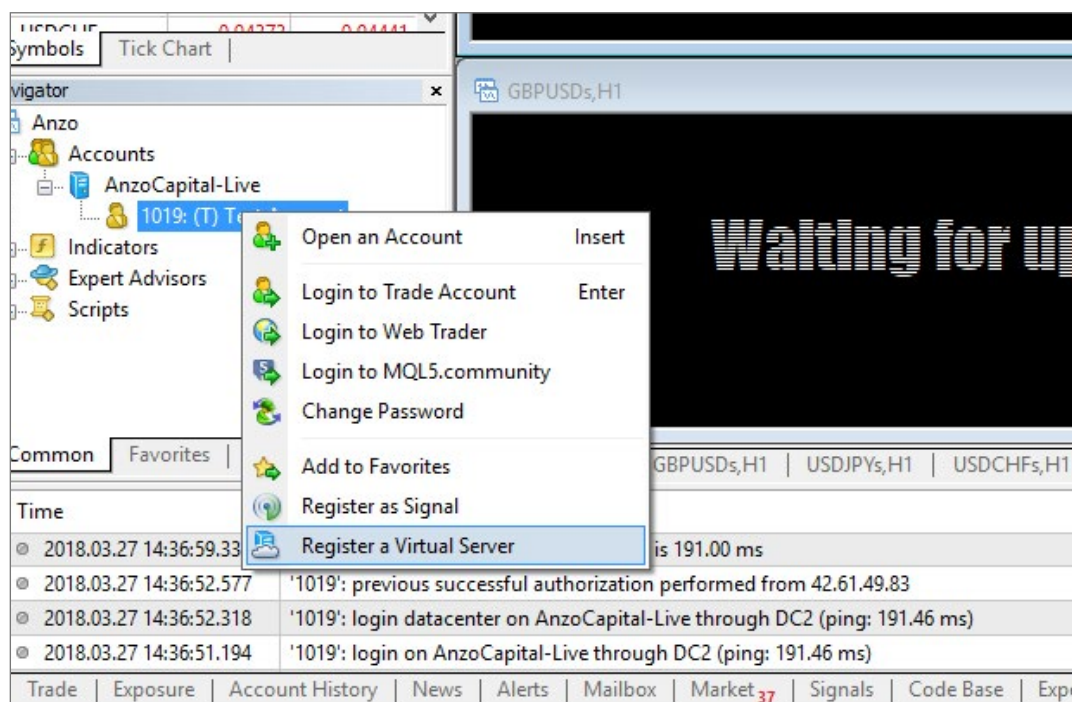 USDCHF 0.94373 0.94441
Symbols Tick Chart
vigator
Anzo
Accounts
AnzoCapital-Live
1019: (T)
Indicators
Expert Advisors
Scripts
Common Favorites
GBPUSDs,H1
Waiting for up
Open an Account Insert
Login to Trade Account Enter
Login to Web Trader
Login to MQL5.community
Change Password
Add to Favorites
Register as Signal
Register a Virtual Server
GBPUSDs,H1 USDJPYs,H1 USDCHFs,H1
Time
2018.03.27 14:36:59.33 is 191.00 ms
2018.03.27 14:36:52.577 '1019': previous successful authorization performed from 42.61.49.83
2018.03.27 14:36:52.318 '1019': login datacenter on AnzoCapital-Live through DC2 (ping: 191.46 ms)
2018.03.27 14:36:51.194 '1019': login on AnzoCapital-Live through DC2 (ping: 191.46 ms)
Trade Exposure Account History News Alerts Mailbox Market 37 Signals Code Base Exp